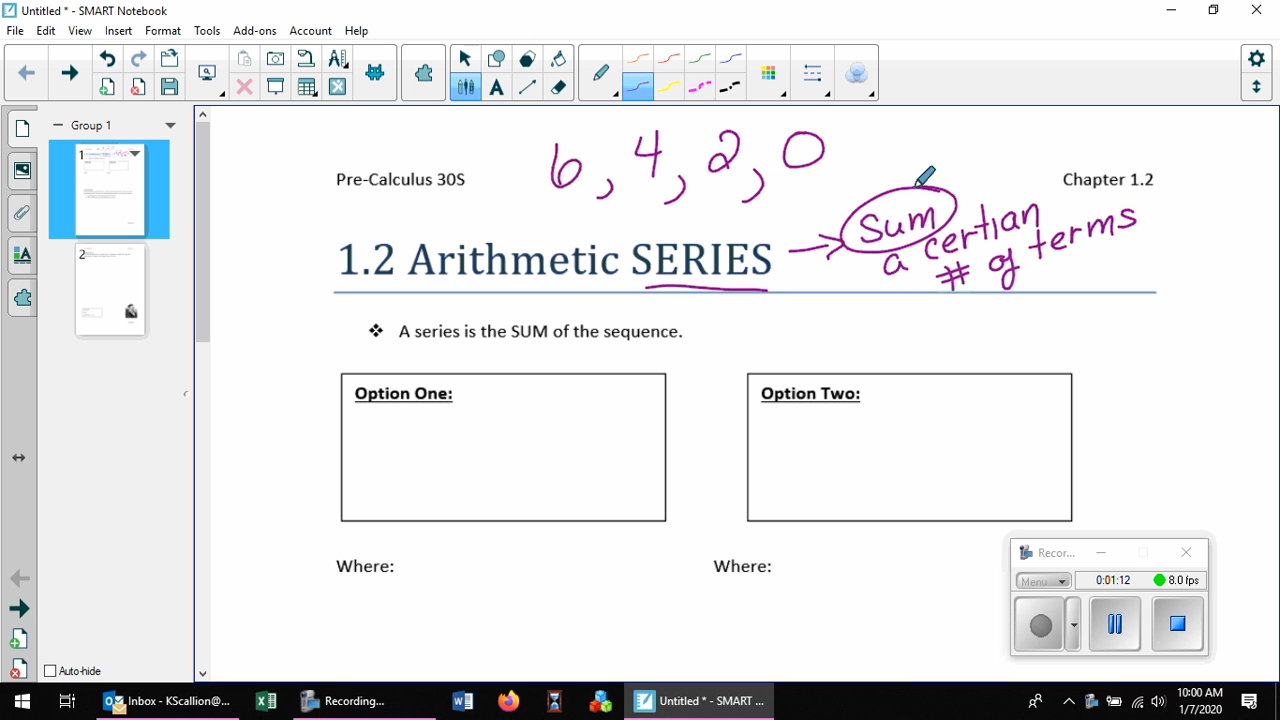 Untitled * - SMART Notebook
File Edit View Insert Format Tools Add-ons Account Help
Group 1
1
2
Auto-hide
6, 4, 2, 0
Pre-Calculus 30S
Chapter 1.2
1.2 Arithmetic SERIES
→ sum
a certian
# of terms
❖ A series is the SUM of the sequence.
Option One:
Option Two:
Where:
Where:
Recor...
Menu
0:01:12
8.0 fps
Inbox - KScallion@...
Recording...
Untitled * - SMART ...
10:00 AM
1/7/2020